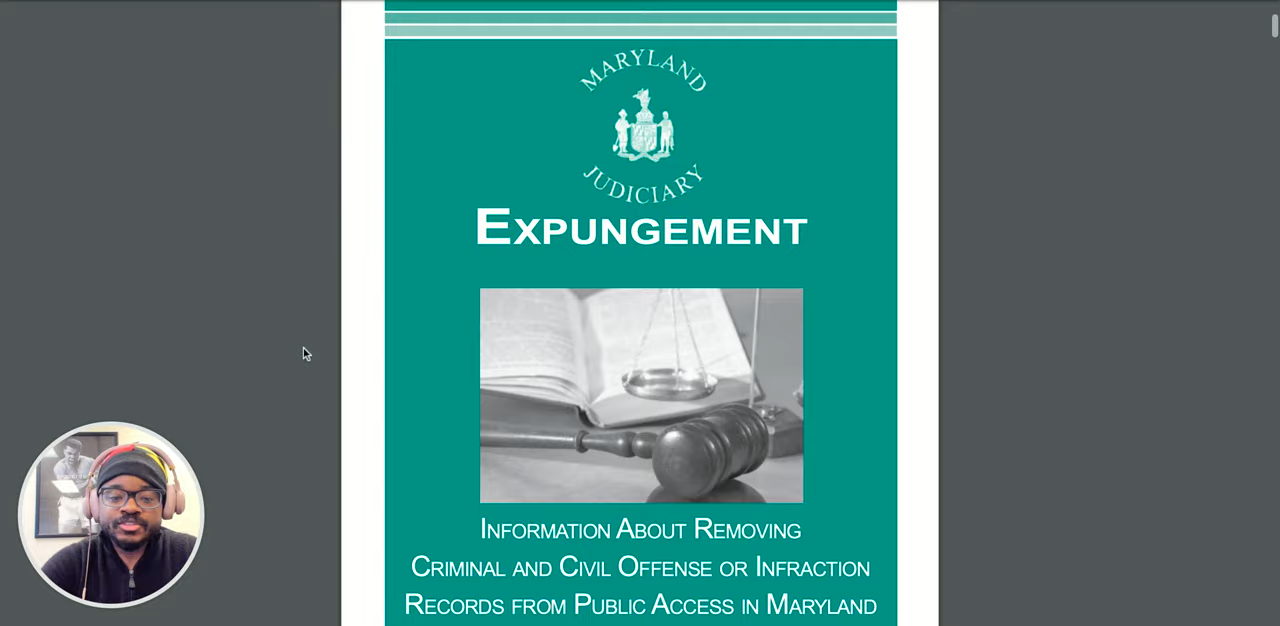 MARYLAND
JUDICIARY
EXPUNGEMENT
INFORMATION ABOUT REMOVING
CRIMINAL AND CIVIL OFFENSE OR INFRACTION
RECORDS FROM PUBLIC ACCESS IN MARYLAND